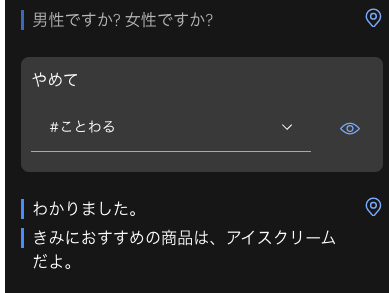 男性ですか? 女性ですか?
やめて
#ことわる
わかりました。
きみにおすすめの商品は、アイスクリーム
だよ。